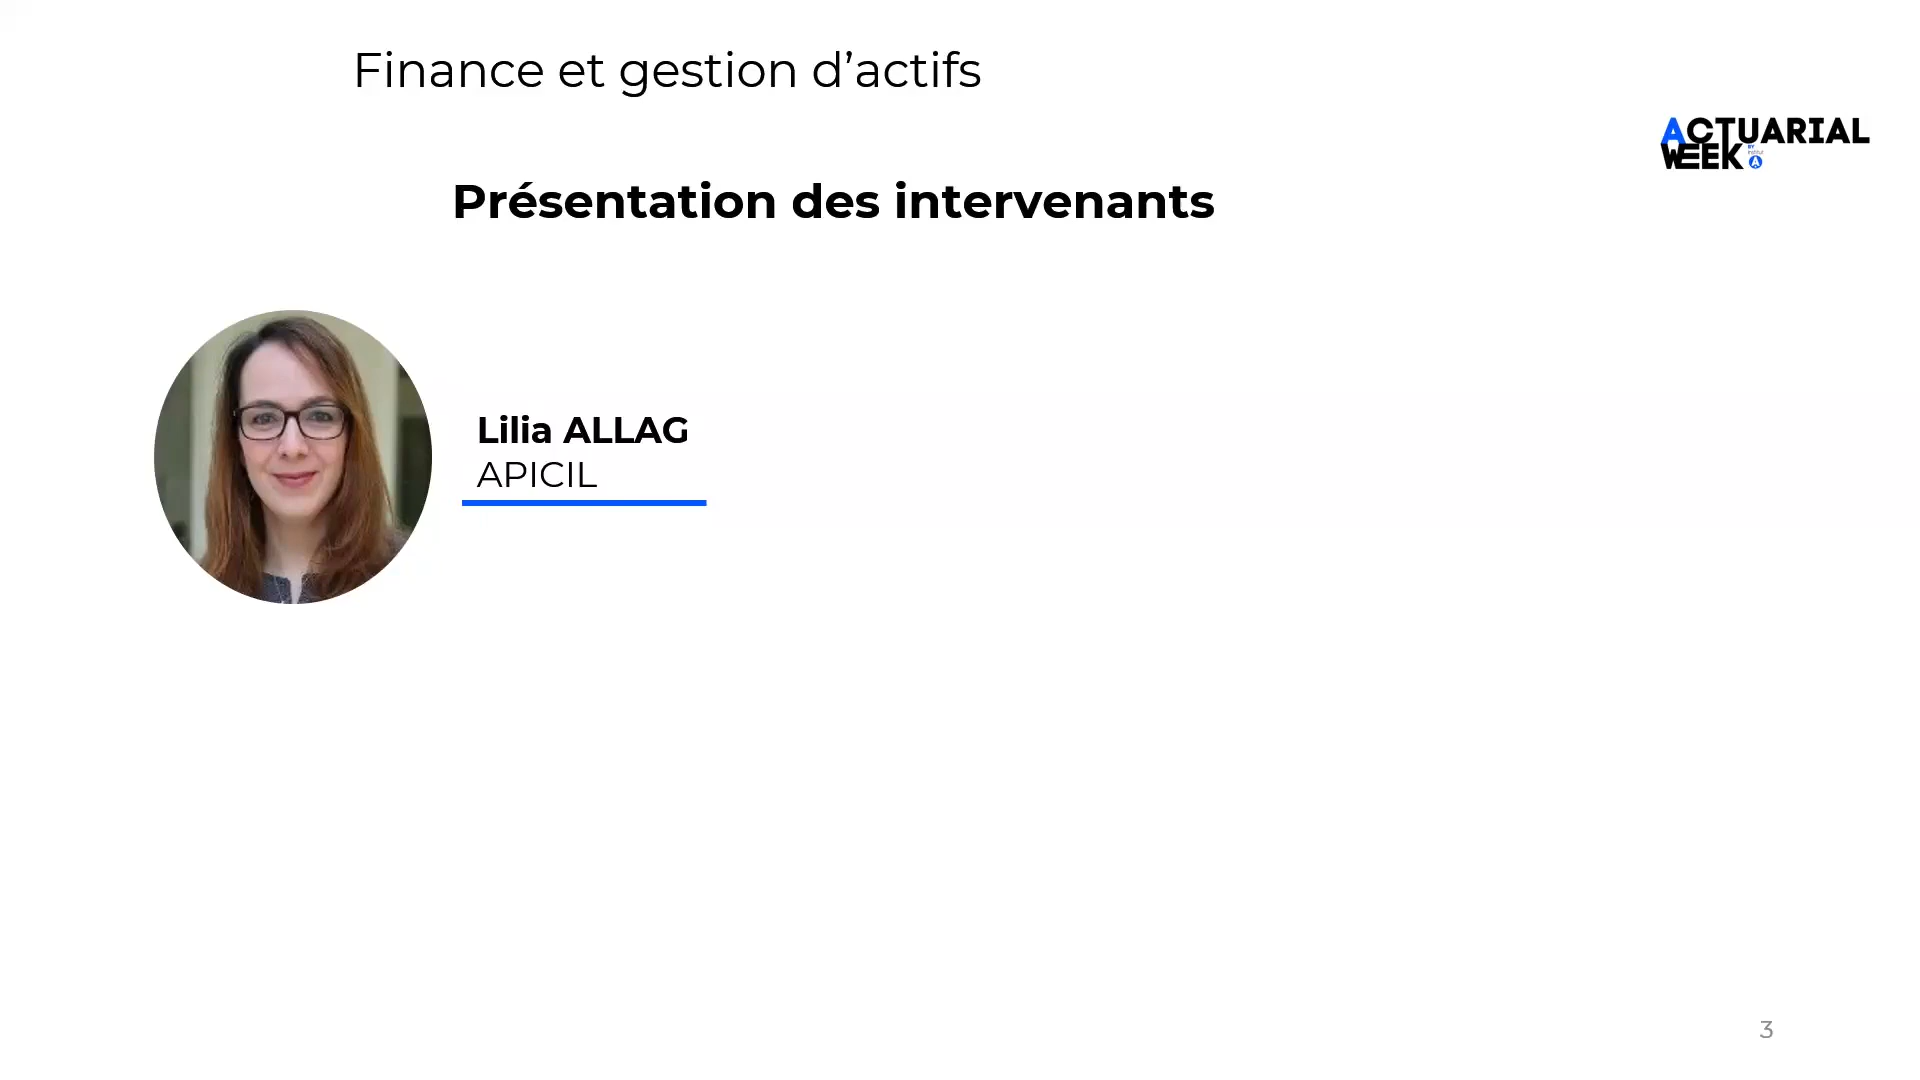 Finance et gestion d’actifs
ACTUARIAL
WEEK
Présentation des intervenants
Lilia ALLAG
APICIL
3